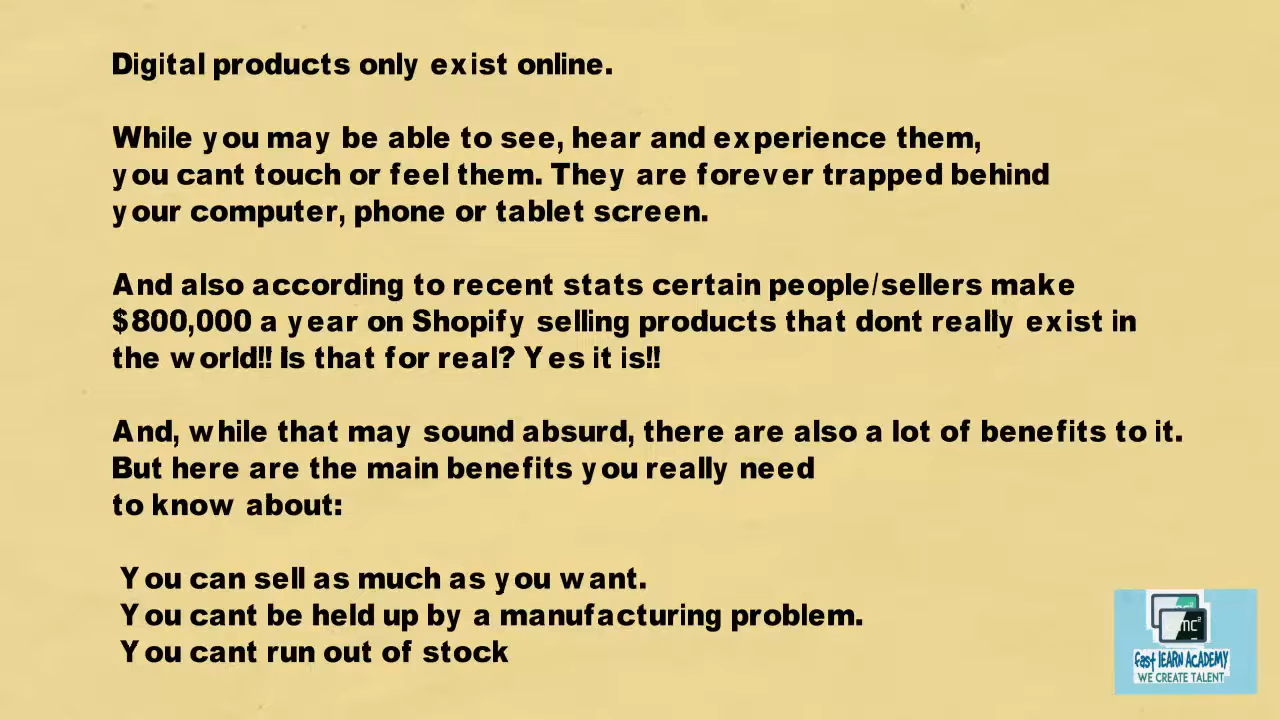 Digital products only exist online.
While you may be able to see, hear and experience them,
you cant touch or feel them. They are forever trapped behind
your computer, phone or tablet screen.
And also according to recent stats certain people/sellers make
$800,000 a year on Shopify selling products that dont really exist in
the world!! Is that for real? Yes it is!!
And, while that may sound absurd, there are also a lot of benefits to it.
But here are the main benefits you really need
to know about:
You can sell as much as you want.
You cant be held up by a manufacturing problem.
You cant run out of stock
fast LEARN ACADEMY
WE CREATE TALENT